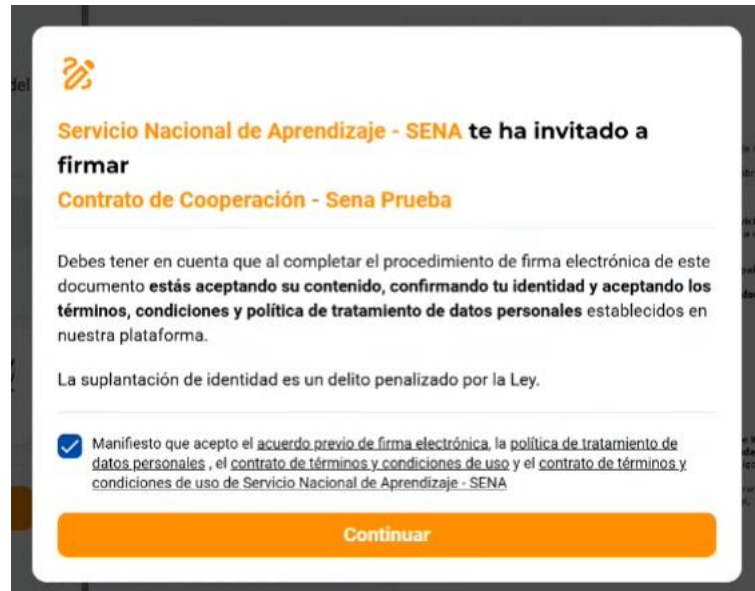 Servicio Nacional de Aprendizaje - SENA te ha invitado a
firmar
Contrato de Cooperación - Sena Prueba
Debes tener en cuenta que al completar el procedimiento de firma electrónica de este
documento estás aceptando su contenido, confirmando tu identidad y aceptando los
términos, condiciones y política de tratamiento de datos personales establecidos en
nuestra plataforma.
La suplantación de identidad es un delito penalizado por la Ley.
Manifiesto que acepto el acuerdo previo de firma electrónica, la política de tratamiento de
datos personales , el contrato de términos y condiciones de uso y el contrato de términos y
condiciones de uso de Servicio Nacional de Aprendizaje - SENA
Continuar